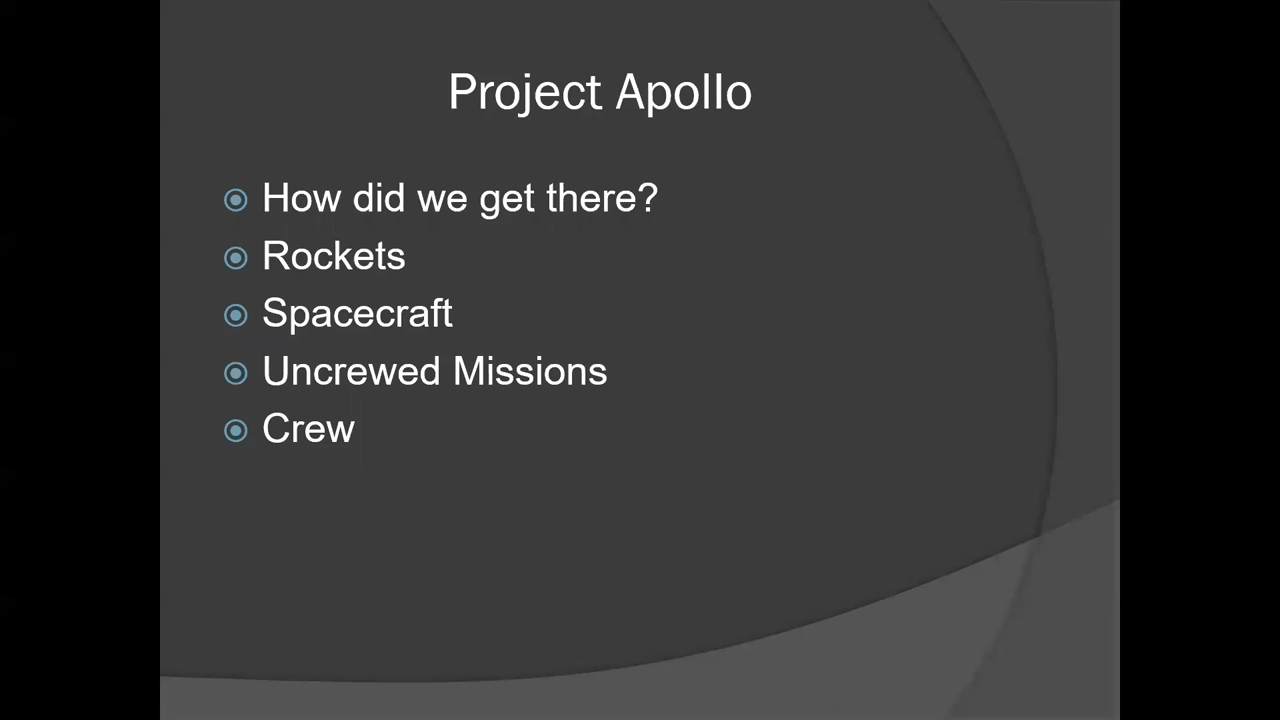 Project Apollo
How did we get there?
Rockets
Spacecraft
Uncrewed Missions
Crew